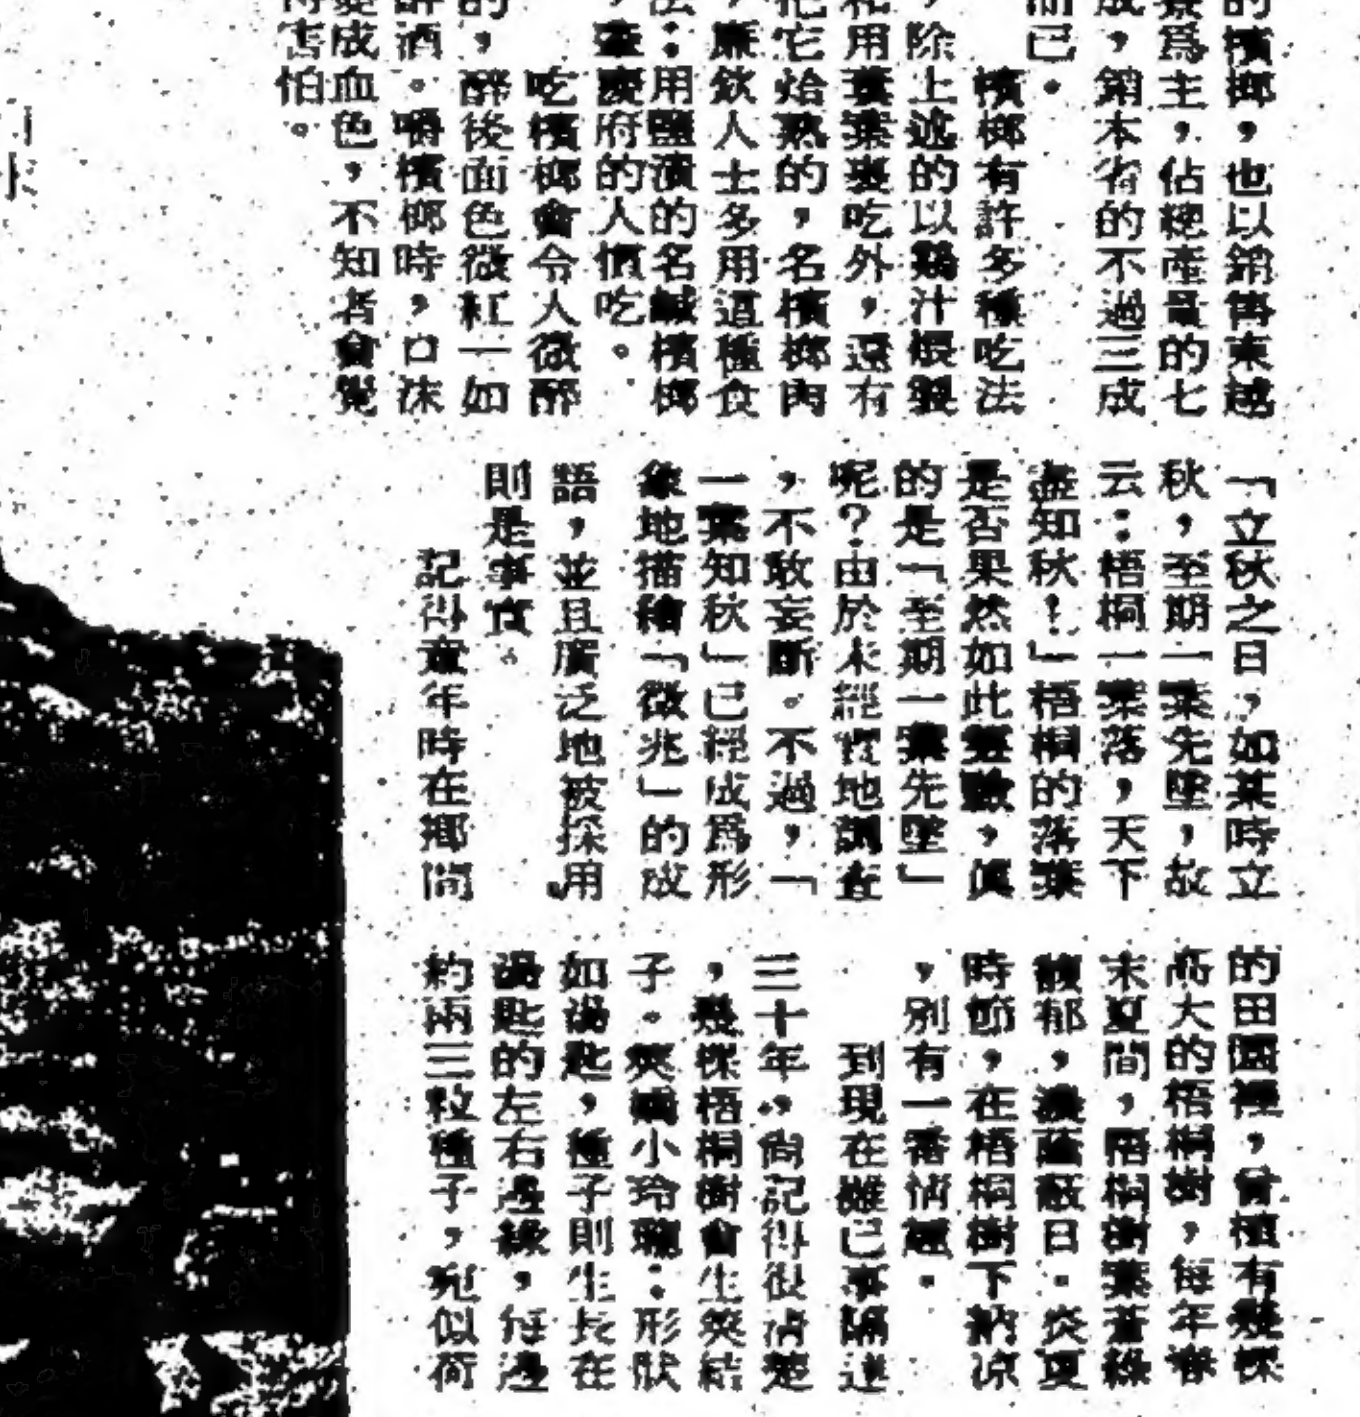 的檳榔，也以銷售東越
寮爲主，佔總產量的七
成，銷本省的不過三成
而已。
檳榔有許多種吃法
，除上述的以鷄汁製
和用蔞葉裹吃外，還有
把它焙熟的，名檳榔肉
，廉欽人士多用這種食
法：用鹽漬的名鹹檳榔
，肇慶府的人慣吃。
吃檳榔會令人微醉
的，醉後面色微紅一如
醉酒。嚼檳榔時，口沫
變成血色，不知者會覺
得害怕。
「立秋之日，如某時立
秋，至期一葉先墜，故
云：梧桐一葉落，天下
盡知秋！」梧桐的落葉
是否果然如此靈驗，眞
的是「至期一葉先墜」
呢？由於未經實地調查
，不敢妄斷。不過，「
一葉知秋」已經成爲形
象地描繪「徵兆」的成
語，並且廣泛地被採用
則是事實。
記得童年時在鄉間
的田園裡，曾植有幾棵
高大的梧桐樹，每年春
末夏間，梧桐樹葉蒼綠
馥郁，濃蔭蔽日。炎夏
時節，在梧桐樹下納凉
，別有一番情趣。
到現在雖已事隔近
三十年，尚記得很清楚
，幾棵梧桐樹會生莢結
子。莢殼小玲瓏：形狀
如湯匙，種子則生長在
湯匙的左右邊緣，每邊
約兩三粒種子，宛似荷